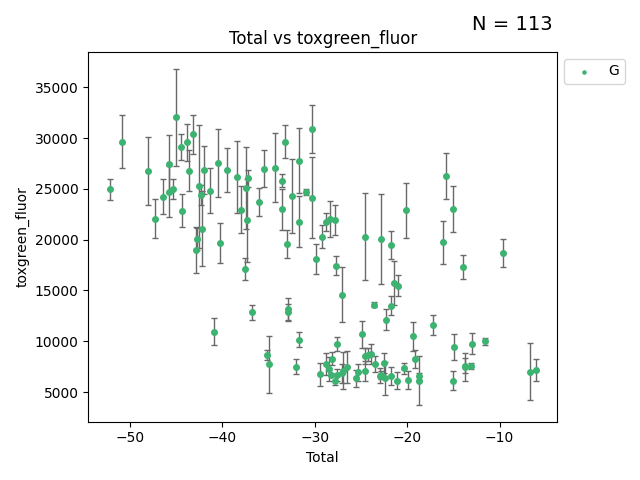 N = 113
Total vs toxgreen_fluor
G
toxgreen_fluor
35000
30000
25000
20000
15000
10000
5000
−50 −40 −30 −20 −10
Total